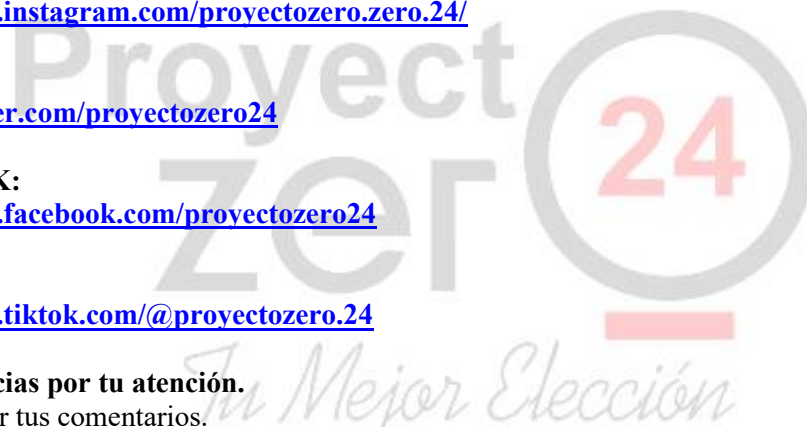 .instagram.com/proyectozero.zero.24/
Proyect
er.com/proyectozero24
24
K:
zer
.facebook.com/proyectozero24
.tiktok.com/@proyectozero.24
cias por tu atención.
Tu Mejor Elección
r tus comentarios.